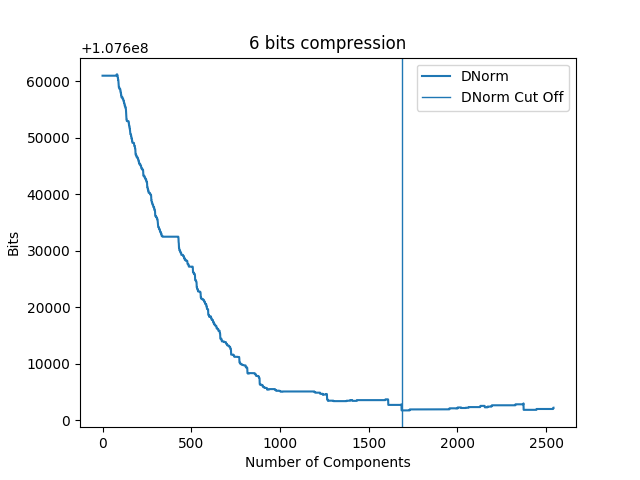 6 bits compression
+1.076e8
DNorm
DNorm Cut Off
60000
50000
40000
30000
20000
10000
0
Bits
0 500 1000 1500 2000 2500
Number of Components